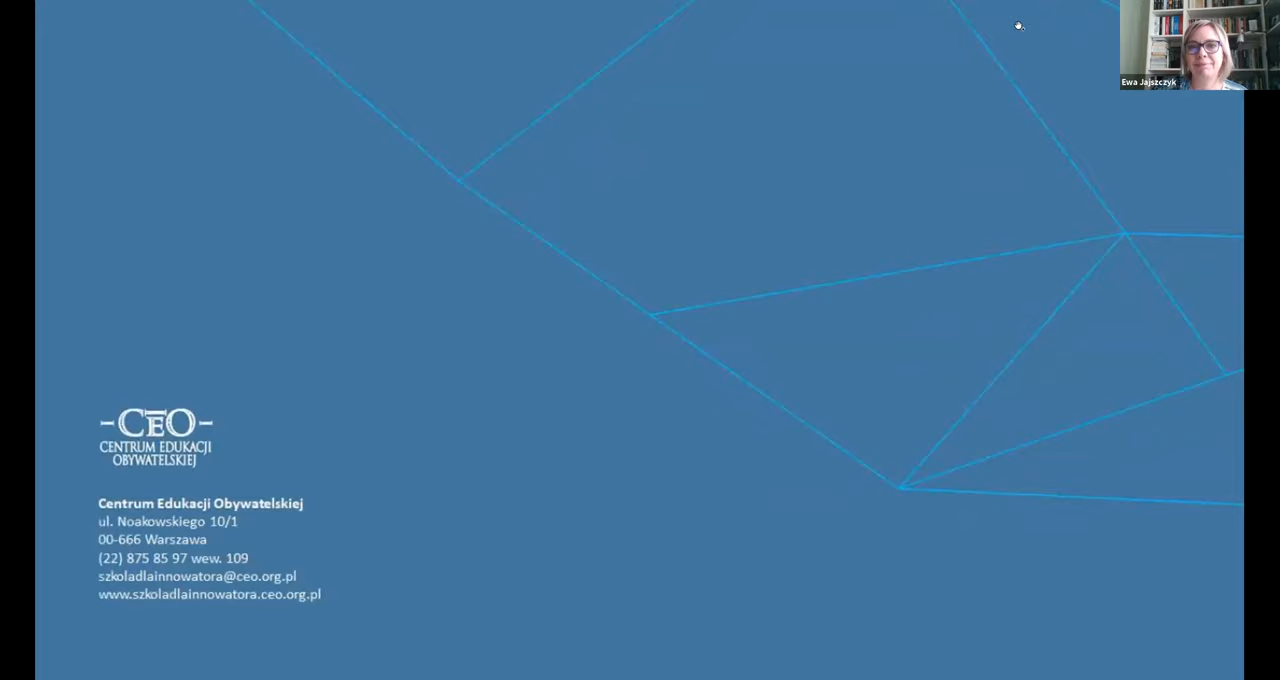 Ewa Jajszczyk
CEO
CENTRUM EDUKACJI
OBYWATELSKIEJ
Centrum Edukacji Obywatelskiej
ul. Noakowskiego 10/1
00-666 Warszawa
(22) 875 85 97 wew. 109
szkoladlainnowatora@ceo.org.pl
www.szkoladlainnowatora.ceo.org.pl